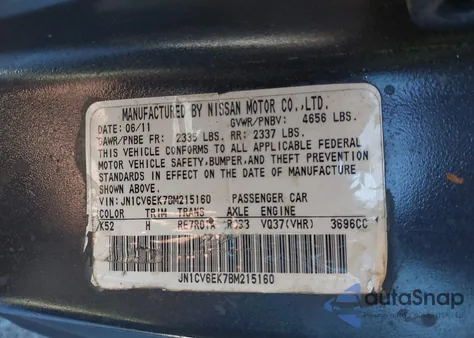 MANUFACTURED BY NISSAN MOTOR CO.,LTD.
DATE: 06/11 GVWR/PNBV: 4656 LBS.
GAWR/PNBE FR: 2335 LBS. RR: 2337 LBS.
THIS VEHICLE CONFORMS TO ALL APPLICABLE FEDERAL
MOTOR VEHICLE SAFETY,BUMPER,AND THEFT PREVENTION
STANDARDS IN EFFECT ON THE DATE OF MANUFACTURE
SHOWN ABOVE.
VIN: JN1CV6EK7BM215160 PASSENGER CAR
COLOR TRIM TRANS AXLE ENGINE
K52 H RE7R01A VQ37(VHR) 3696CC
JN1CV6EK7BM215160
autoSnap